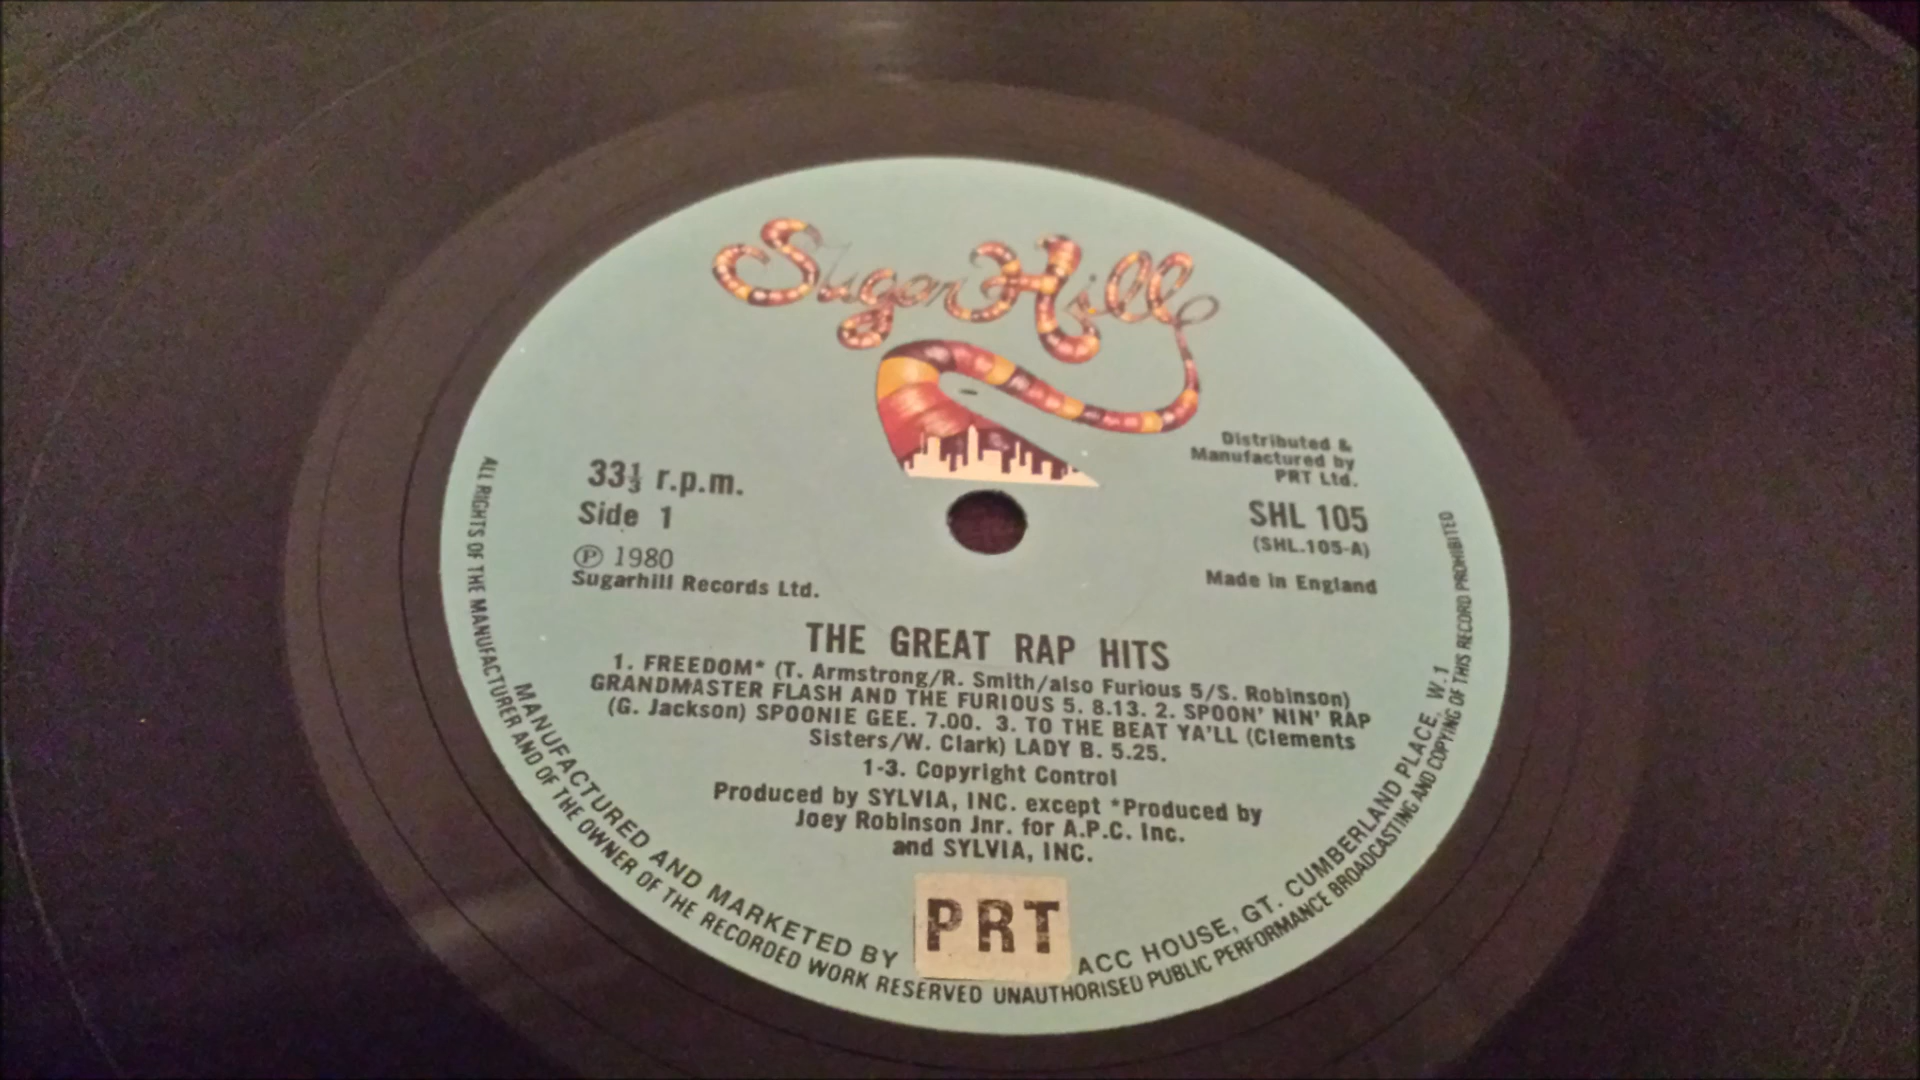 Sugar Hill
Distributed &
Manufactured by
PRT Ltd.
33⅓ r.p.m.
Side 1
Ⓟ 1980
Sugarhill Records Ltd.
SHL 105
(SHL.105-A)
Made in England
THE GREAT RAP HITS
1. FREEDOM* (T. Armstrong/R. Smith/also Furious 5/S. Robinson)
GRANDMASTER FLASH AND THE FURIOUS 5. 8.13. 2. SPOON' NIN' RAP
(G. Jackson) SPOONIE GEE. 7.00. 3. TO THE BEAT YA'LL (Clements
Sisters/W. Clark) LADY B. 5.25.
1-3. Copyright Control
Produced by SYLVIA, INC. except *Produced by
Joey Robinson Jnr. for A.P.C. Inc.
and SYLVIA, INC.
PRT
MANUFACTURED AND MARKETED BY ACC HOUSE, GT. CUMBERLAND PLACE, W.1
ALL RIGHTS OF THE MANUFACTURER AND OF THE OWNER OF THE RECORDED WORK RESERVED UNAUTHORISED PUBLIC PERFORMANCE BROADCASTING AND COPYING OF THIS RECORD PROHIBITED